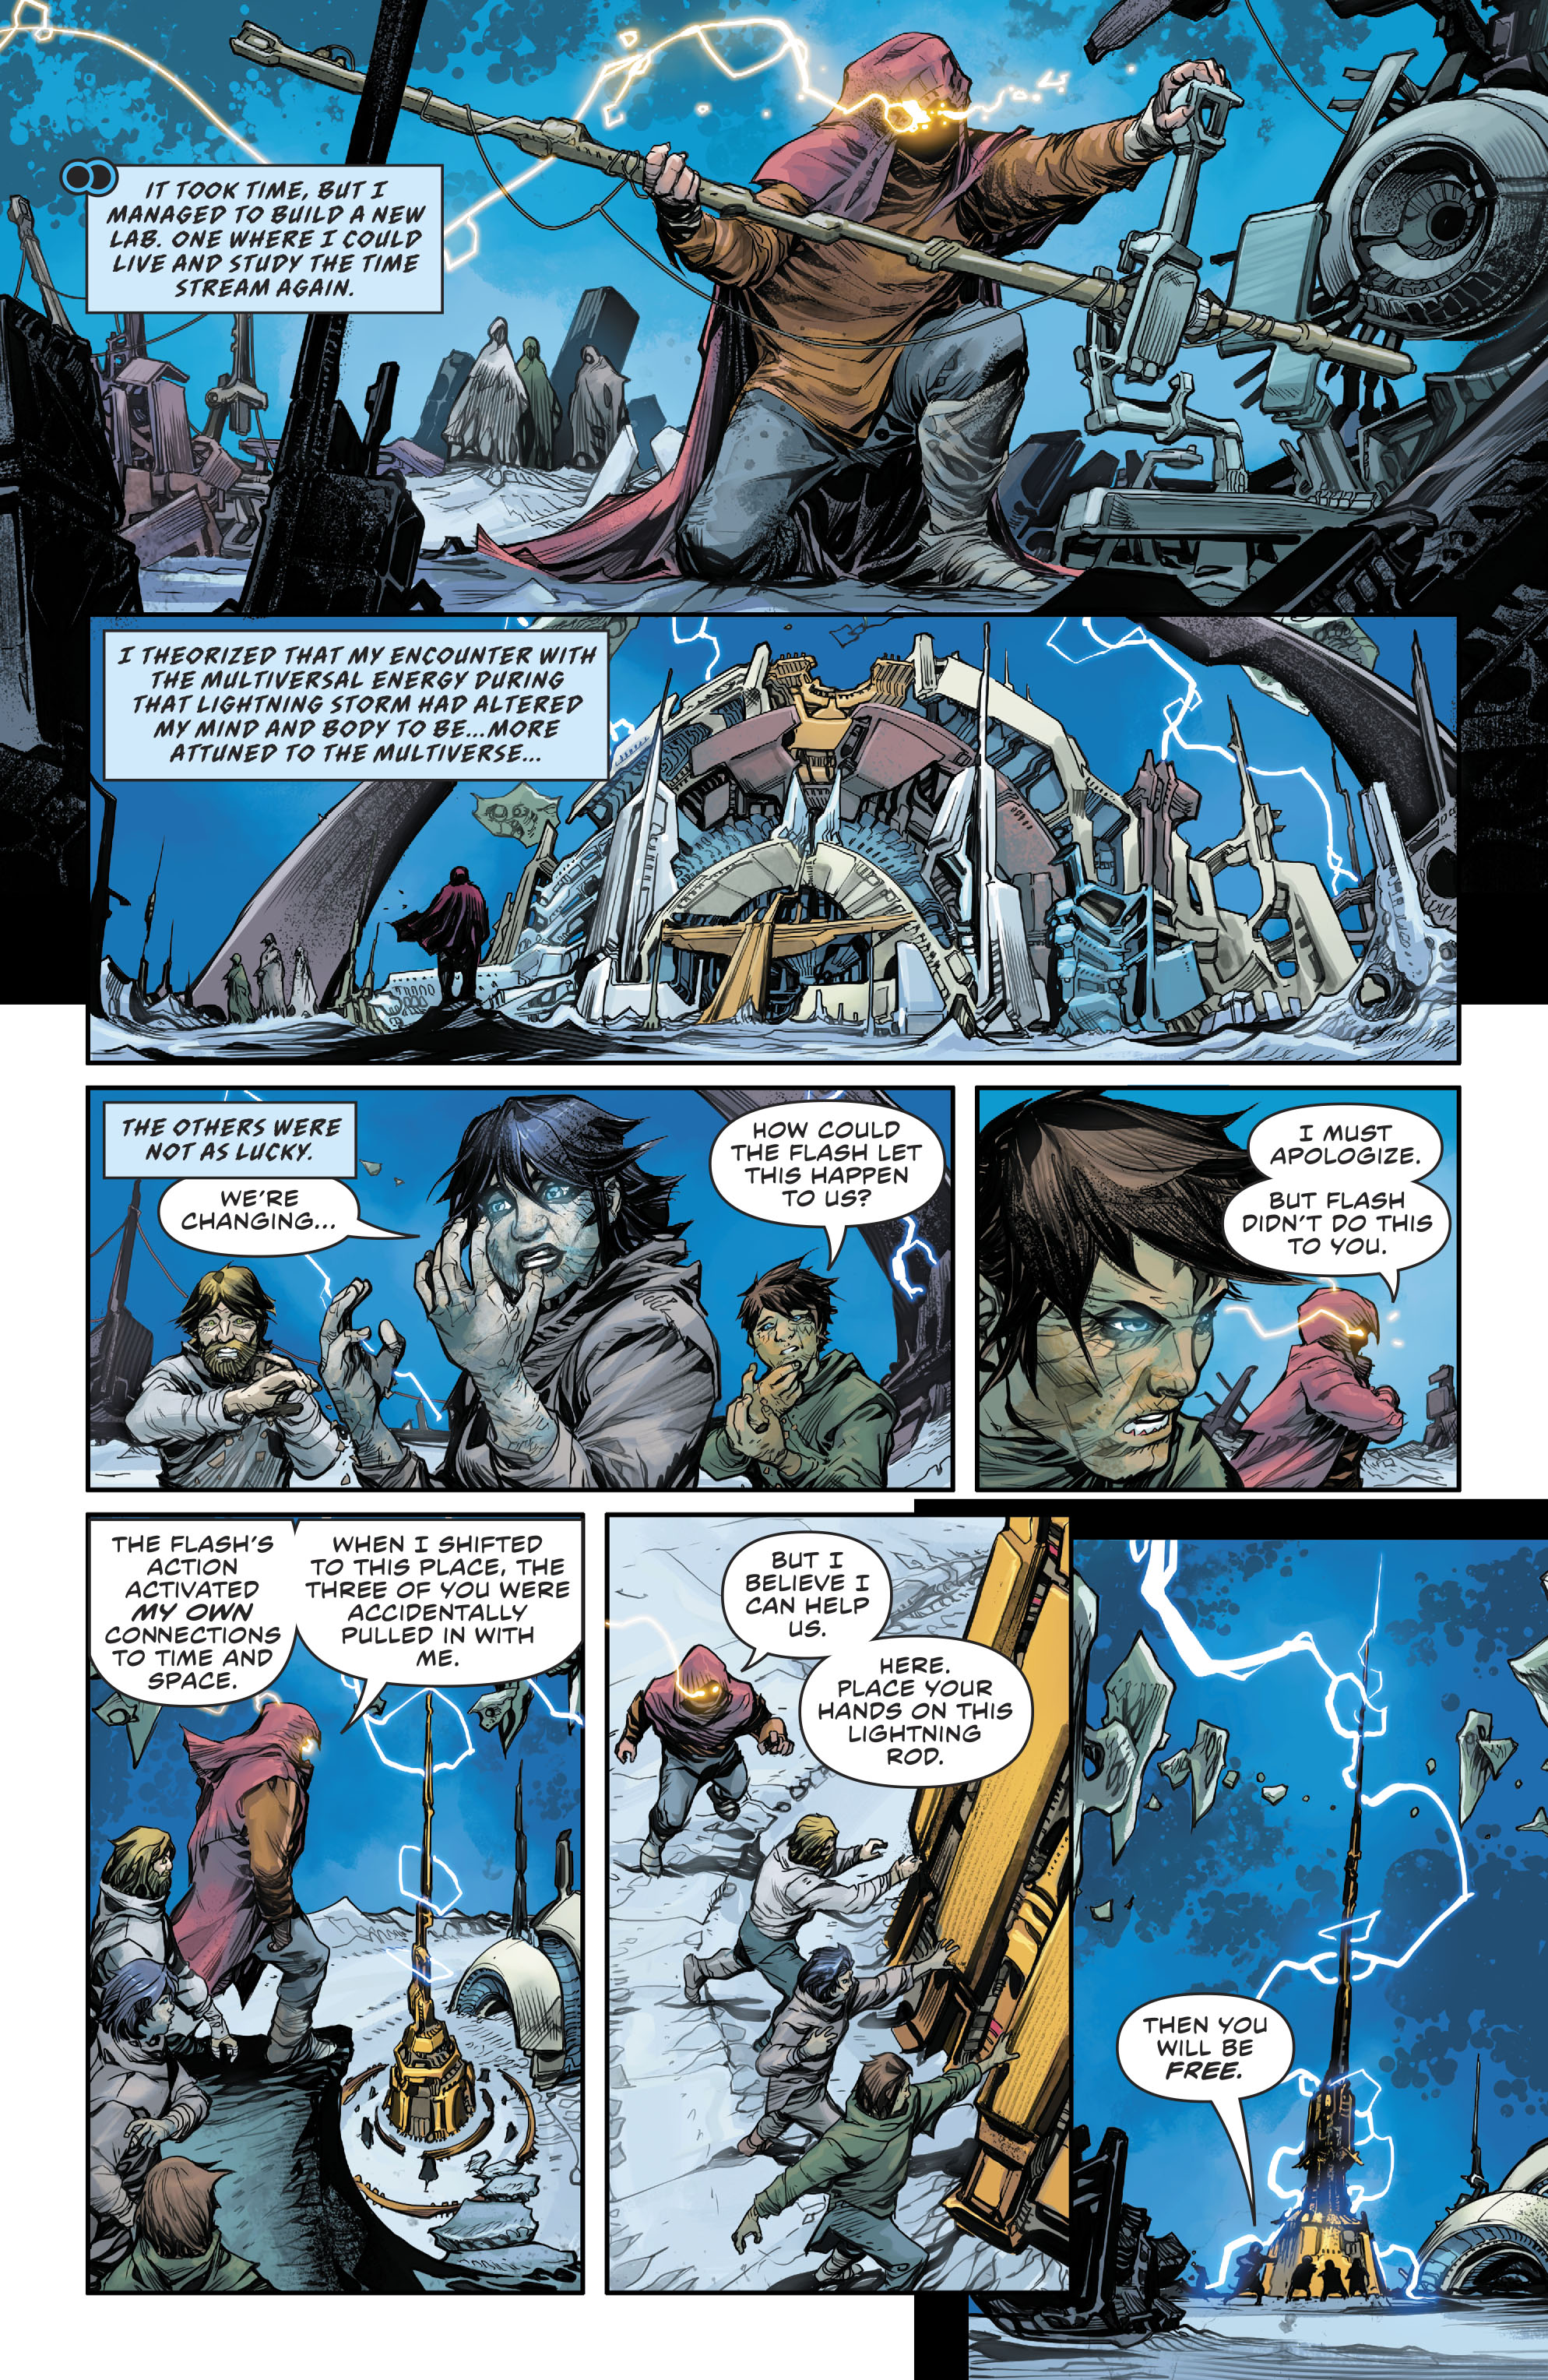 IT TOOK TIME, BUT I
MANAGED TO BUILD A NEW
LAB. ONE WHERE I COULD
LIVE AND STUDY THE TIME
STREAM AGAIN.
I THEORIZED THAT MY ENCOUNTER WITH
THE MULTIVERSAL ENERGY DURING
THAT LIGHTNING STORM HAD ALTERED
MY MIND AND BODY TO BE...MORE
ATTUNED TO THE MULTIVERSE...
THE OTHERS WERE
NOT AS LUCKY.
WE'RE
CHANGING...
HOW COULD
THE FLASH LET
THIS HAPPEN
TO US?
I MUST
APOLOGIZE.
BUT FLASH
DIDN'T DO THIS
TO YOU.
THE FLASH'S
ACTION
ACTIVATED
MY OWN
CONNECTIONS
TO TIME AND
SPACE.
WHEN I SHIFTED
TO THIS PLACE, THE
THREE OF YOU WERE
ACCIDENTALLY
PULLED IN WITH
ME.
BUT I
BELIEVE I
CAN HELP
US.
HERE.
PLACE YOUR
HANDS ON THIS
LIGHTNING
ROD.
THEN YOU
WILL BE
FREE.